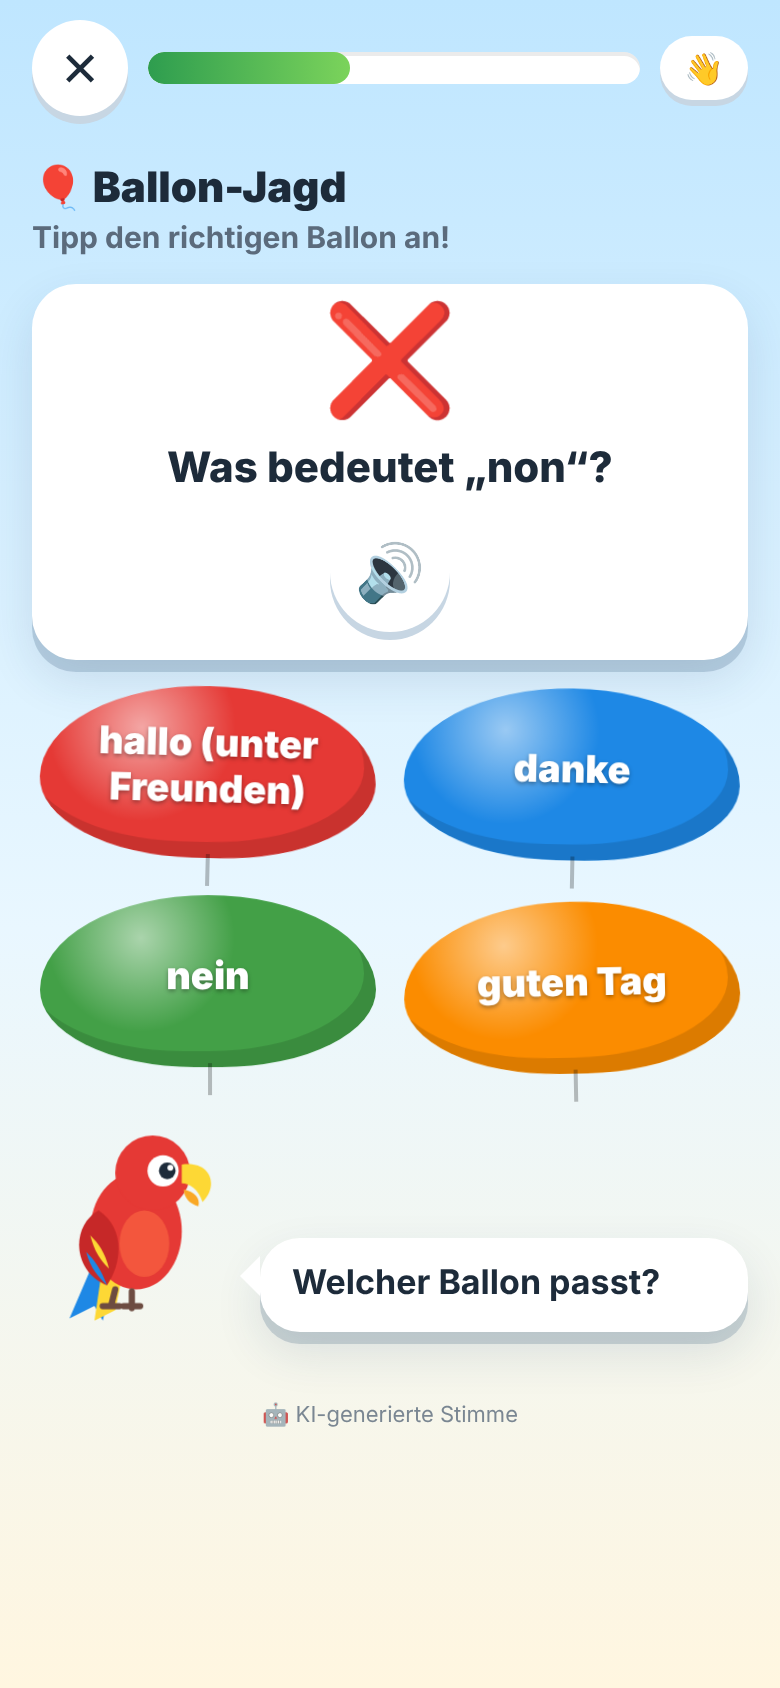 Ballon-Jagd
Tipp den richtigen Ballon an!
Was bedeutet „non“?
hallo (unter
Freunden)
danke
nein
guten Tag
Welcher Ballon passt?
KI-generierte Stimme